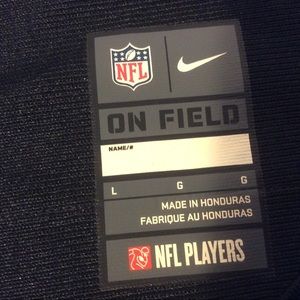 NFL
ON FIELD
NAME/#
L G G
MADE IN HONDURAS
FABRIQUE AU HONDURAS
NFL PLAYERS